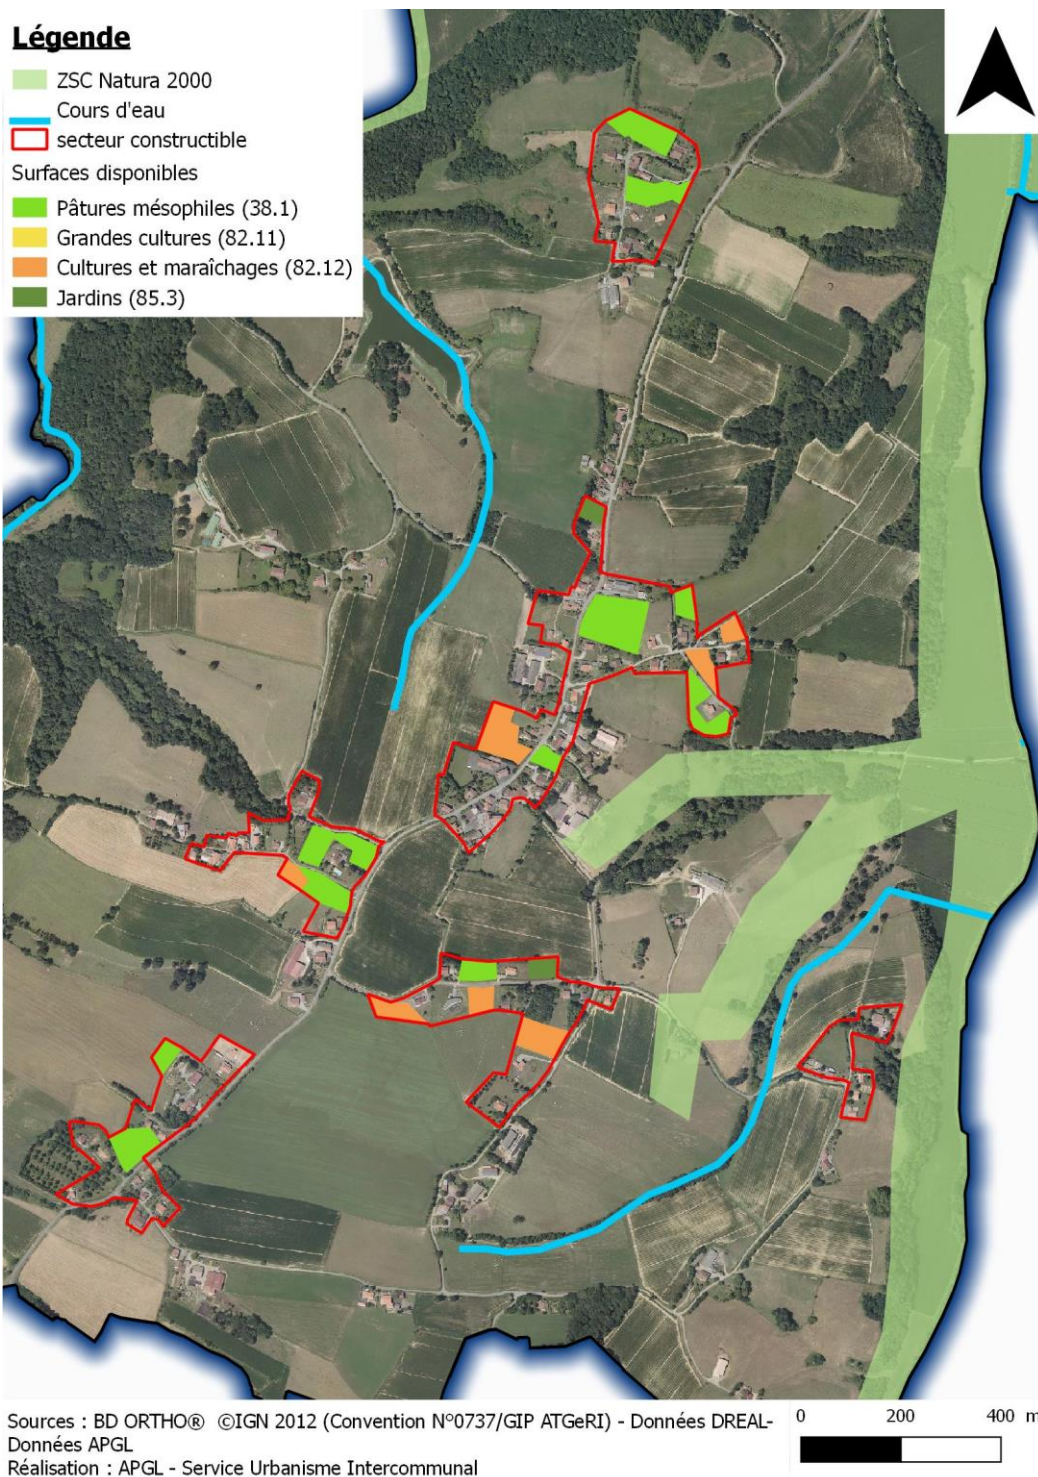 Légende
ZSC Natura 2000
Cours d'eau
secteur constructible
Surfaces disponibles
Pâtures mésophiles (38.1)
Grandes cultures (82.11)
Cultures et maraîchages (82.12)
Jardins (85.3)
Sources : BD ORTHO® ©IGN 2012 (Convention N°0737/GIP ATGeRI) - Données DREAL-
Données APGL
Réalisation : APGL - Service Urbanisme Intercommunal
0 200 400 m